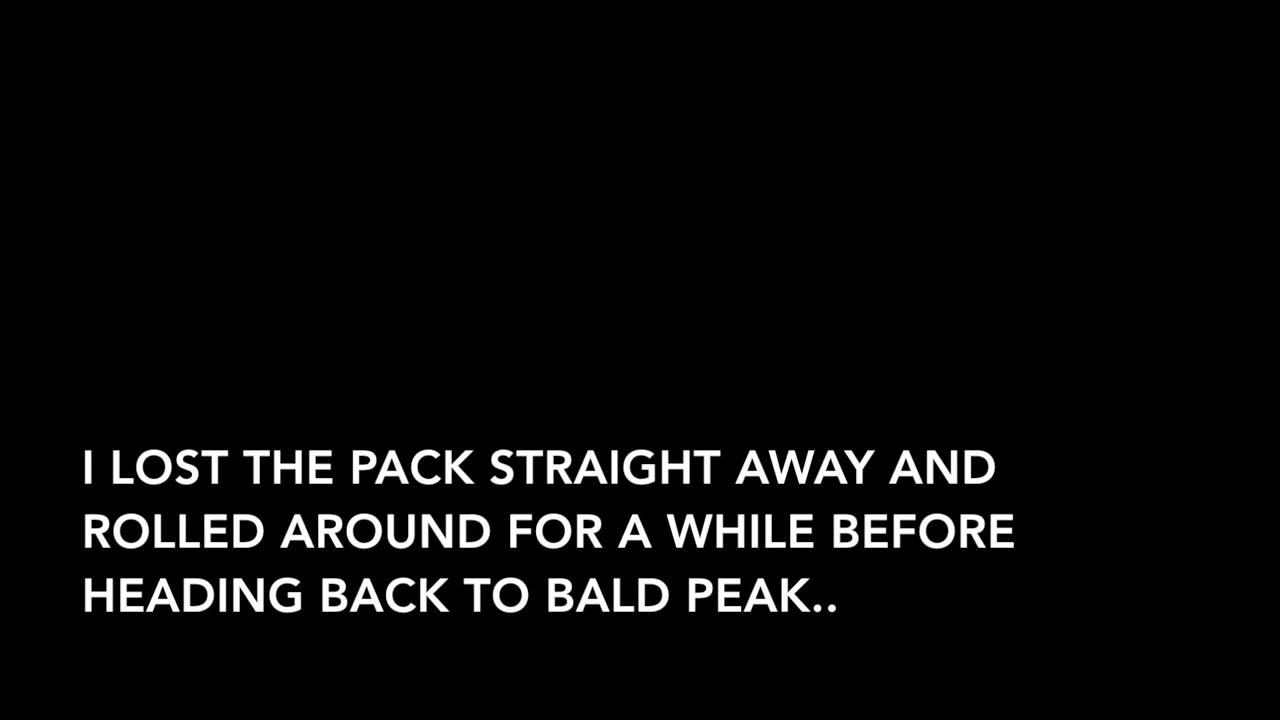 I LOST THE PACK STRAIGHT AWAY AND
ROLLED AROUND FOR A WHILE BEFORE
HEADING BACK TO BALD PEAK..